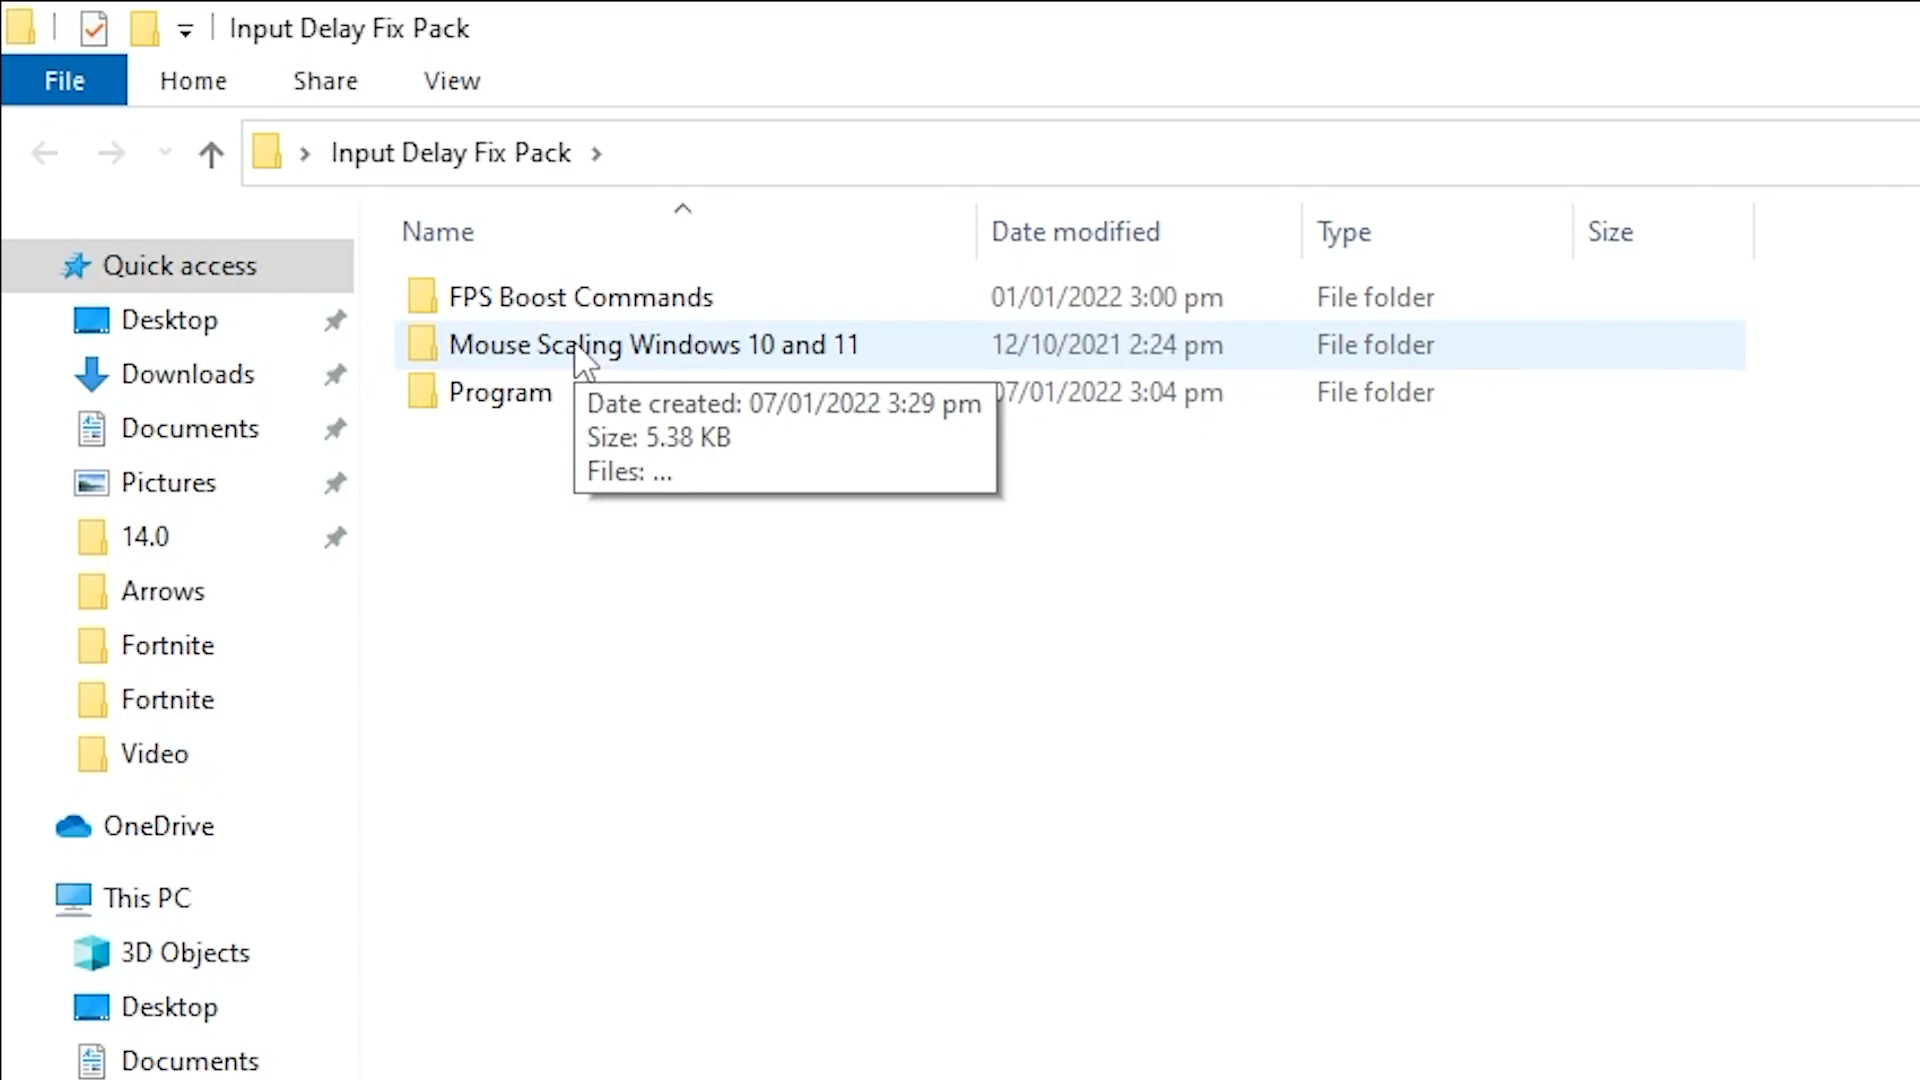 Input Delay Fix Pack
File Home Share View
Input Delay Fix Pack
Name Date modified Type Size
Quick access
Desktop
Downloads
Documents
Pictures
14.0
Arrows
Fortnite
Fortnite
Video
OneDrive
This PC
3D Objects
Desktop
Documents
FPS Boost Commands 01/01/2022 3:00 pm File folder
Mouse Scaling Windows 10 and 11 12/10/2021 2:24 pm File folder
Program 07/01/2022 3:04 pm File folder
Date created: 07/01/2022 3:29 pm
Size: 5.38 KB
Files: ...